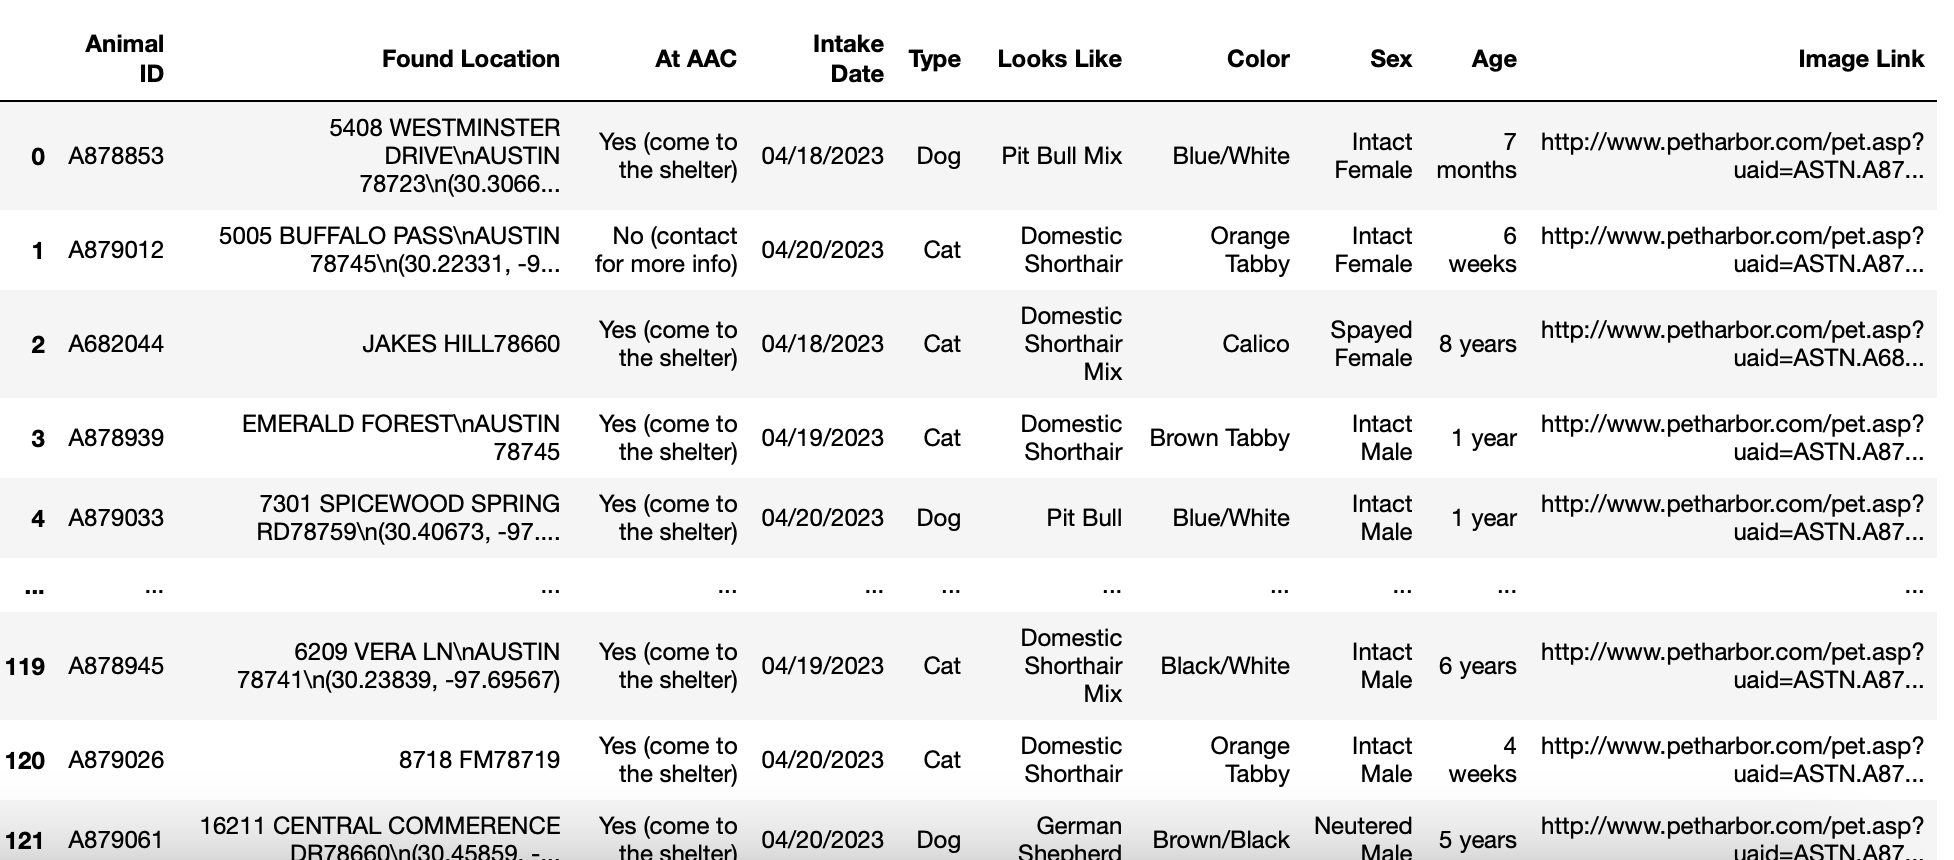 Animal ID Found Location At AAC Intake Date Type Looks Like Color Sex Age Image Link
0 A878853 5408 WESTMINSTER DRIVE\nAUSTIN 78723\n(30.3066... Yes (come to the shelter) 04/18/2023 Dog Pit Bull Mix Blue/White Intact Female 7 months http://www.petharbor.com/pet.asp?uaid=ASTN.A87...
1 A879012 5005 BUFFALO PASS\nAUSTIN 78745\n(30.22331, -9... No (contact for more info) 04/20/2023 Cat Domestic Shorthair Orange Tabby Intact Female 6 weeks http://www.petharbor.com/pet.asp?uaid=ASTN.A87...
2 A682044 JAKES HILL78660 Yes (come to the shelter) 04/18/2023 Cat Domestic Shorthair Mix Calico Spayed Female 8 years http://www.petharbor.com/pet.asp?uaid=ASTN.A68...
3 A878939 EMERALD FOREST\nAUSTIN 78745 Yes (come to the shelter) 04/19/2023 Cat Domestic Shorthair Brown Tabby Intact Male 1 year http://www.petharbor.com/pet.asp?uaid=ASTN.A87...
4 A879033 7301 SPICEWOOD SPRING RD78759\n(30.40673, -97.... Yes (come to the shelter) 04/20/2023 Dog Pit Bull Blue/White Intact Male 1 year http://www.petharbor.com/pet.asp?uaid=ASTN.A87...
... ... ... ... ... ... ... ... ... ... ...
119 A878945 6209 VERA LN\nAUSTIN 78741\n(30.23839, -97.69567) Yes (come to the shelter) 04/19/2023 Cat Domestic Shorthair Mix Black/White Intact Male 6 years http://www.petharbor.com/pet.asp?uaid=ASTN.A87...
120 A879026 8718 FM78719 Yes (come to the shelter) 04/20/2023 Cat Domestic Shorthair Orange Tabby Intact Male 4 weeks http://www.petharbor.com/pet.asp?uaid=ASTN.A87...
121 A879061 16211 CENTRAL COMMERENCE DR78660\n(30.45859, -... Yes (come to the shelter) 04/20/2023 Dog German Shepherd Brown/Black Neutered Male 5 years http://www.petharbor.com/pet.asp?uaid=ASTN.A87...